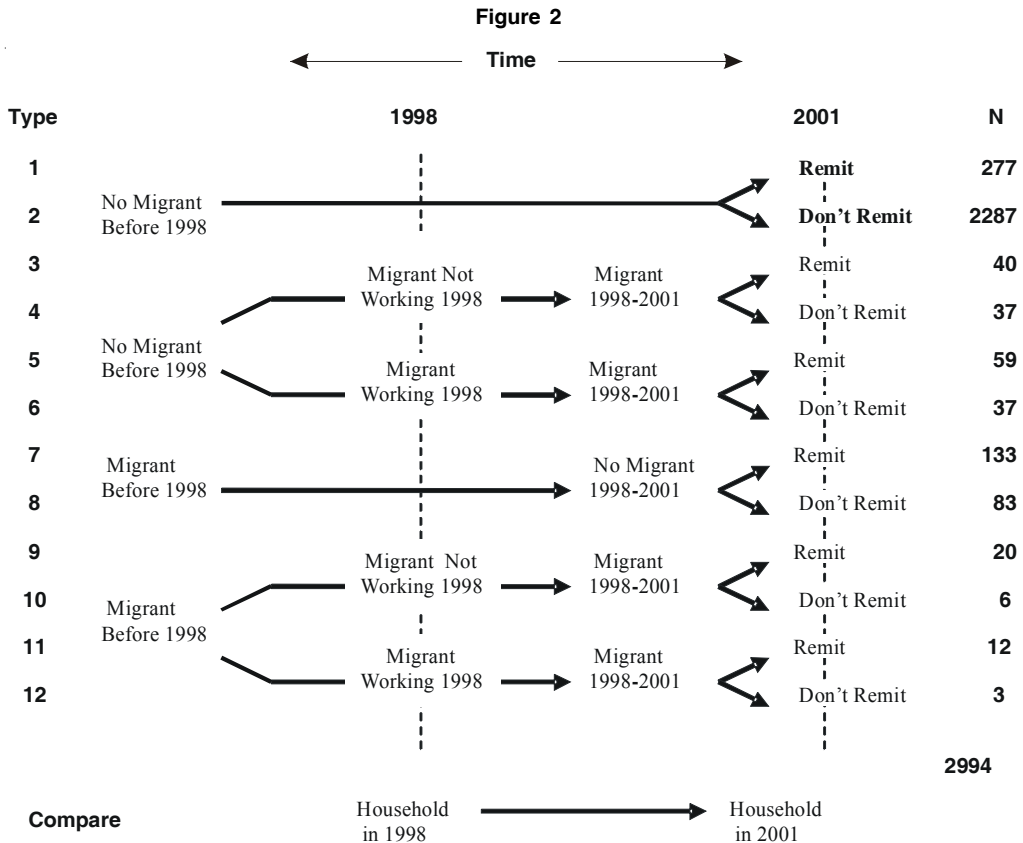 Figure 2
Time
Type 1998 2001 N
1 Remit 277
No Migrant
Before 1998
2 Don't Remit 2287
3 Remit 40
Migrant Not
Working 1998
Migrant
1998-2001
4 Don't Remit 37
No Migrant
Before 1998
5 Remit 59
Migrant
Working 1998
Migrant
1998-2001
6 Don't Remit 37
7 Remit 133
Migrant
Before 1998
No Migrant
1998-2001
8 Don't Remit 83
9 Remit 20
Migrant Not
Working 1998
Migrant
1998-2001
10 Don't Remit 6
Migrant
Before 1998
11 Remit 12
Migrant
Working 1998
Migrant
1998-2001
12 Don't Remit 3
2994
Compare
Household
in 1998
Household
in 2001